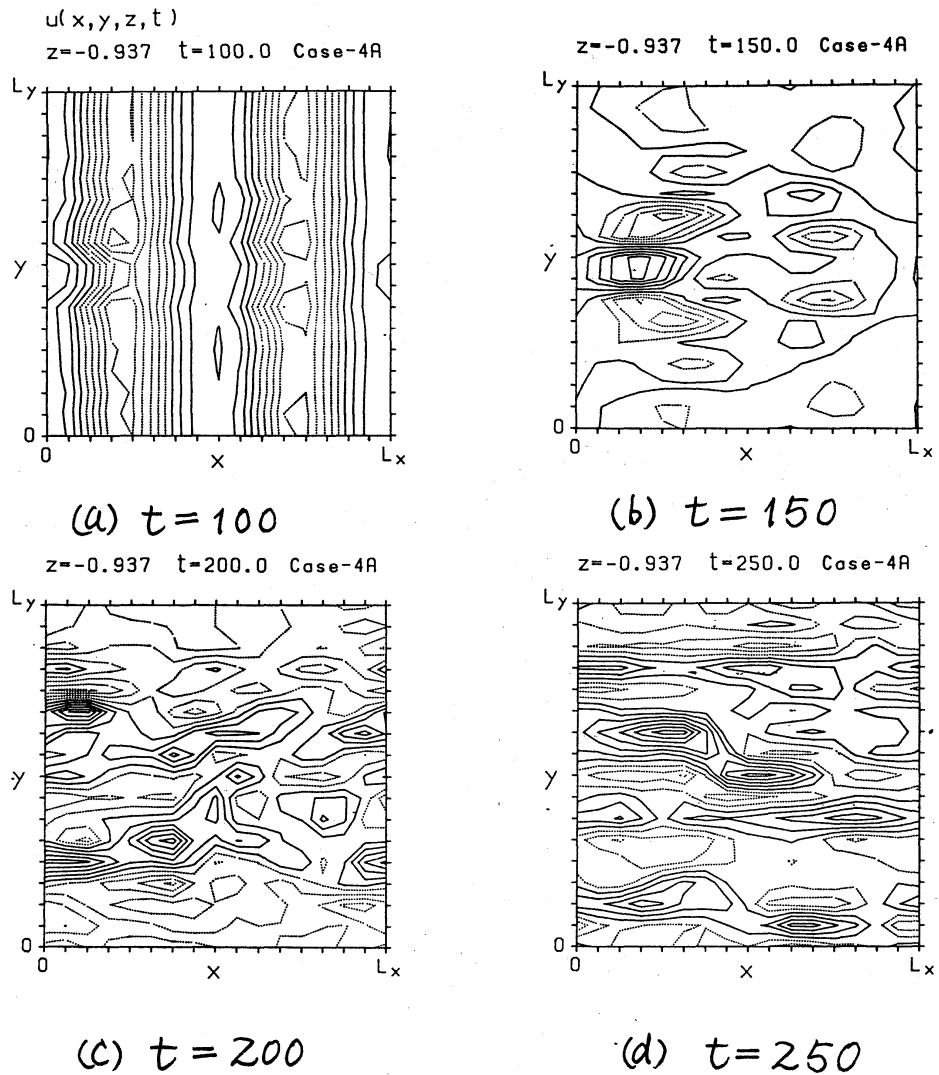 u(x,y,z,t)
z=-0.937 t=100.0 Case-4A
Ly
y
0
0 x Lx
(a) t=100
z=-0.937 t=150.0 Case-4A
Ly
y
0
0 x Lx
(b) t=150
z=-0.937 t=200.0 Case-4A
Ly
y
0
0 x Lx
(c) t=200
z=-0.937 t=250.0 Case-4A
Ly
y
0
0 x Lx
(d) t=250